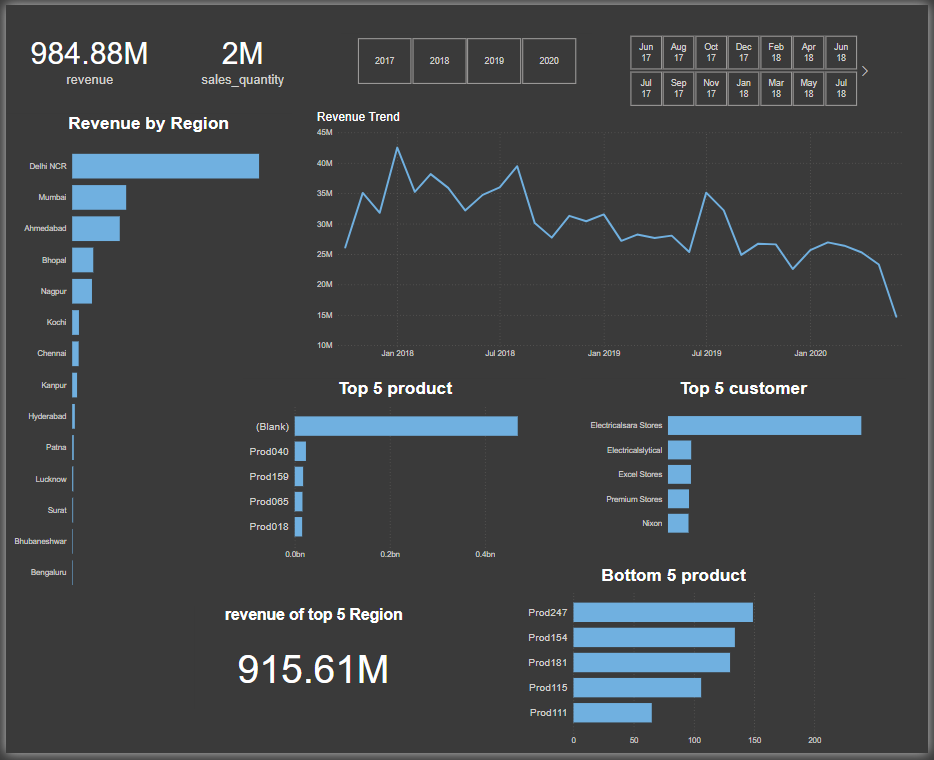 984.88M
revenue
2M
sales_quantity
2017 2018 2019 2020
Jun 17 Aug 17 Oct 17 Dec 17 Feb 18 Apr 18 Jun 18
Jul 17 Sep 17 Nov 17 Jan 18 Mar 18 May 18 Jul 18
Revenue by Region
Delhi NCR
Mumbai
Ahmedabad
Bhopal
Nagpur
Kochi
Chennai
Kanpur
Hyderabad
Patna
Lucknow
Surat
Bhubaneshwar
Bengaluru
Revenue Trend
45M
40M
35M
30M
25M
20M
15M
10M
Jan 2018 Jul 2018 Jan 2019 Jul 2019 Jan 2020
Top 5 product
(Blank)
Prod040
Prod159
Prod065
Prod018
0.0bn 0.2bn 0.4bn
Top 5 customer
Electricalsara Stores
Electricalslytical
Excel Stores
Premium Stores
Nixon
revenue of top 5 Region
915.61M
Bottom 5 product
Prod247
Prod154
Prod181
Prod115
Prod111
0 50 100 150 200